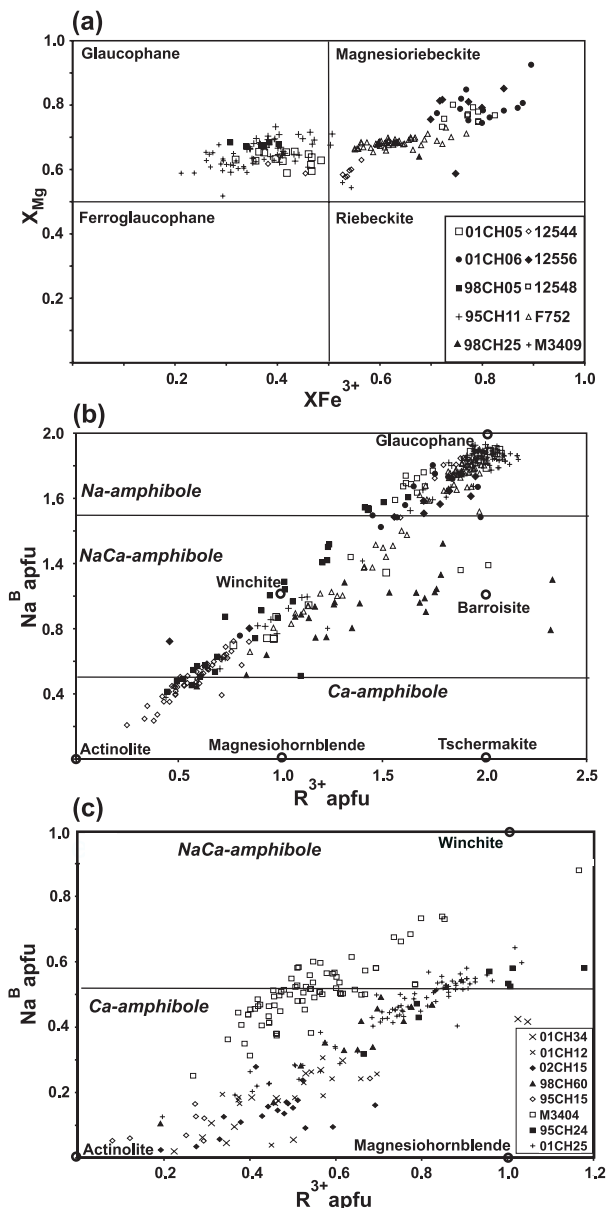 (a)
Glaucophane Magnesioriebeckite
0.8
0.6
X Mg
Ferroglaucophane Riebeckite
0.4
0.2
01CH05 12544
01CH06 12556
98CH05 12548
95CH11 F752
98CH25 M3409
0.2 0.4 0.6 0.8 1.0
XFe 3+
(b)
2.0
Glaucophane
Na-amphibole
1.6
NaCa-amphibole
1.4
Winchite
Barroisite
Na B apfu
0.8
0.4
Ca-amphibole
Actinolite Magnesiohornblende Tschermakite
0.5 1.0 1.5 2.0 2.5
R 3+ apfu
(c)
1.0
NaCa-amphibole Winchite
0.8
0.6
Na B apfu
Ca-amphibole
0.4
0.2
01CH34
01CH12
02CH15
98CH60
95CH15
M3404
95CH24
01CH25
Actinolite Magnesiohornblende
0.0
0.2 0.4 0.6 0.8 1.0 1.2
R 3+ apfu